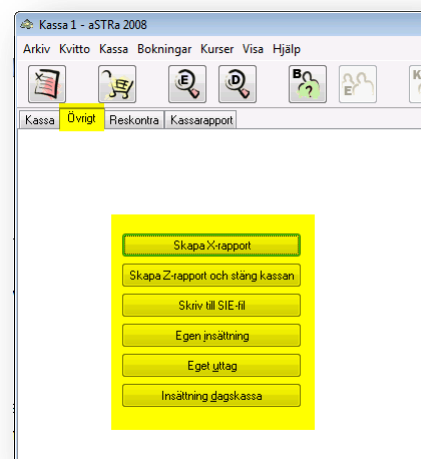 Kassa 1 - aSTRa 2008
Arkiv Kvitto Kassa Bokningar Kurser Visa Hjälp
E D B ? E K
Kassa Övrigt Reskontra Kassarapport
Skapa X-rapport
Skapa Z-rapport och stäng kassan
Skriv till SIE-fil
Egen insättning
Eget uttag
Insättning dagskassa